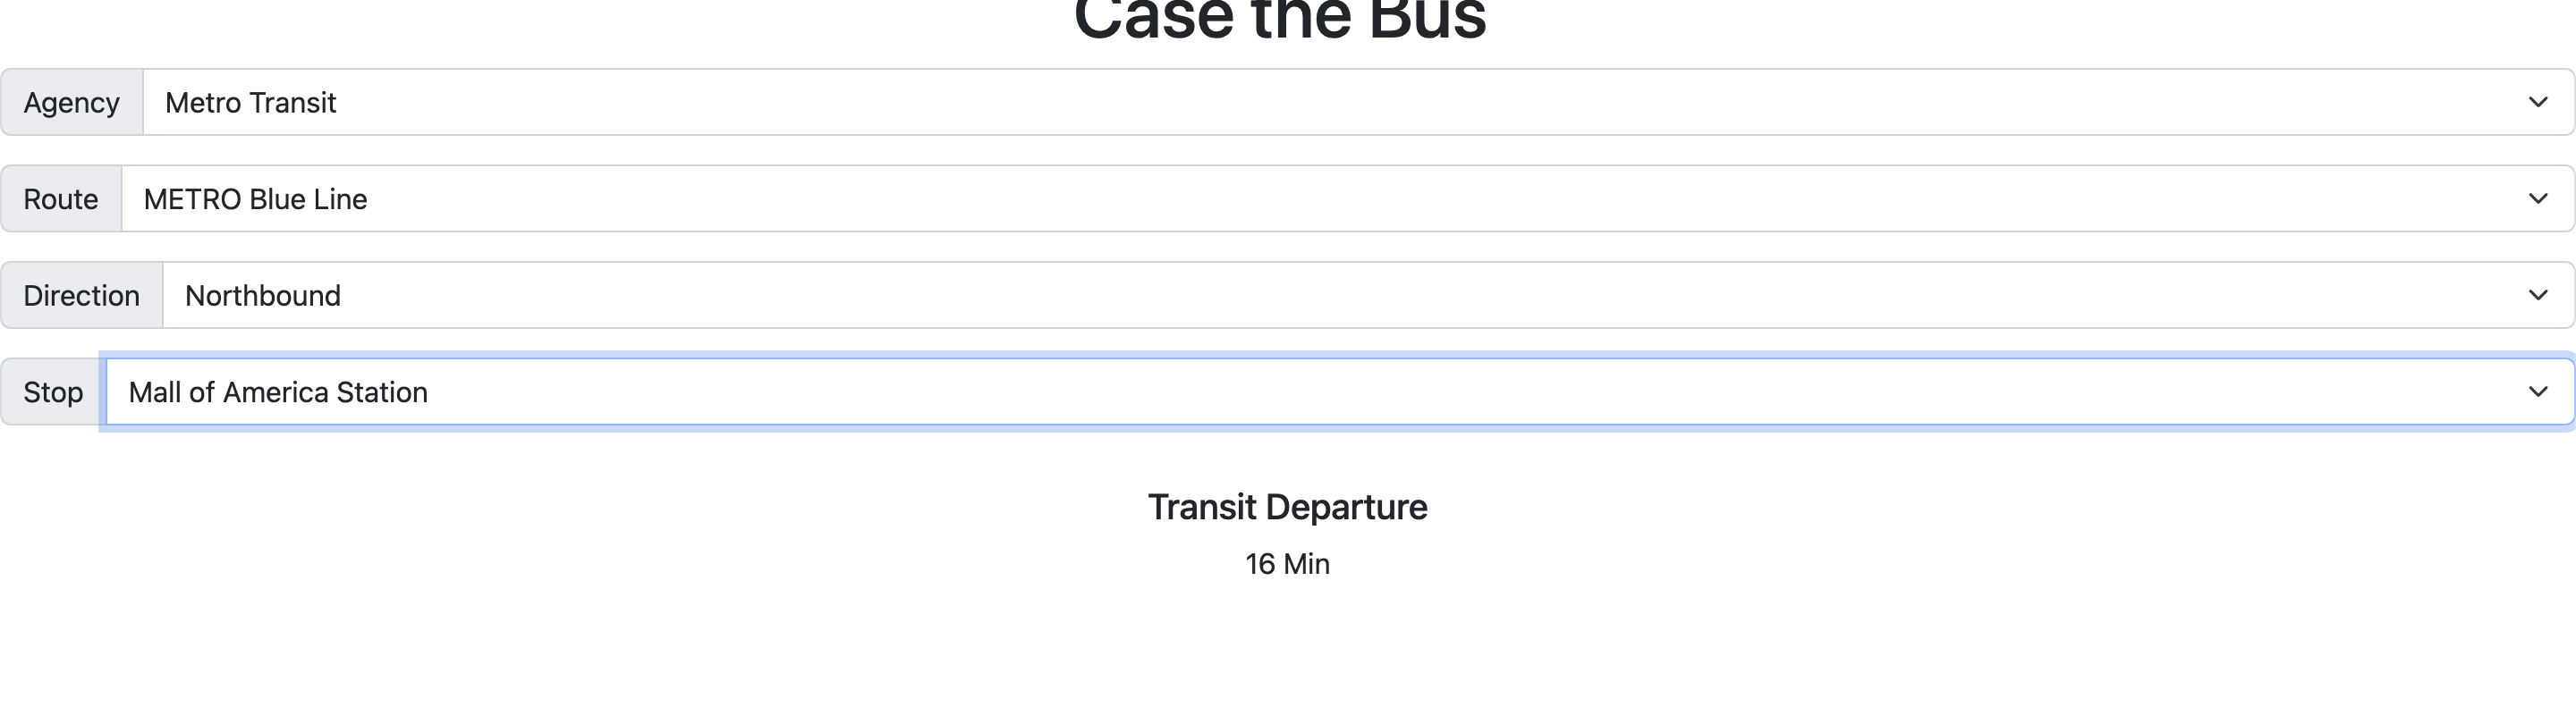 Case the Bus
Agency Metro Transit
Route METRO Blue Line
Direction Northbound
Stop Mall of America Station
Transit Departure
16 Min